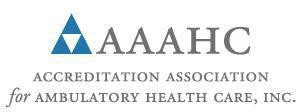 AAAHC
ACCREDITATION ASSOCIATION
for AMBULATORY HEALTH CARE, INC.